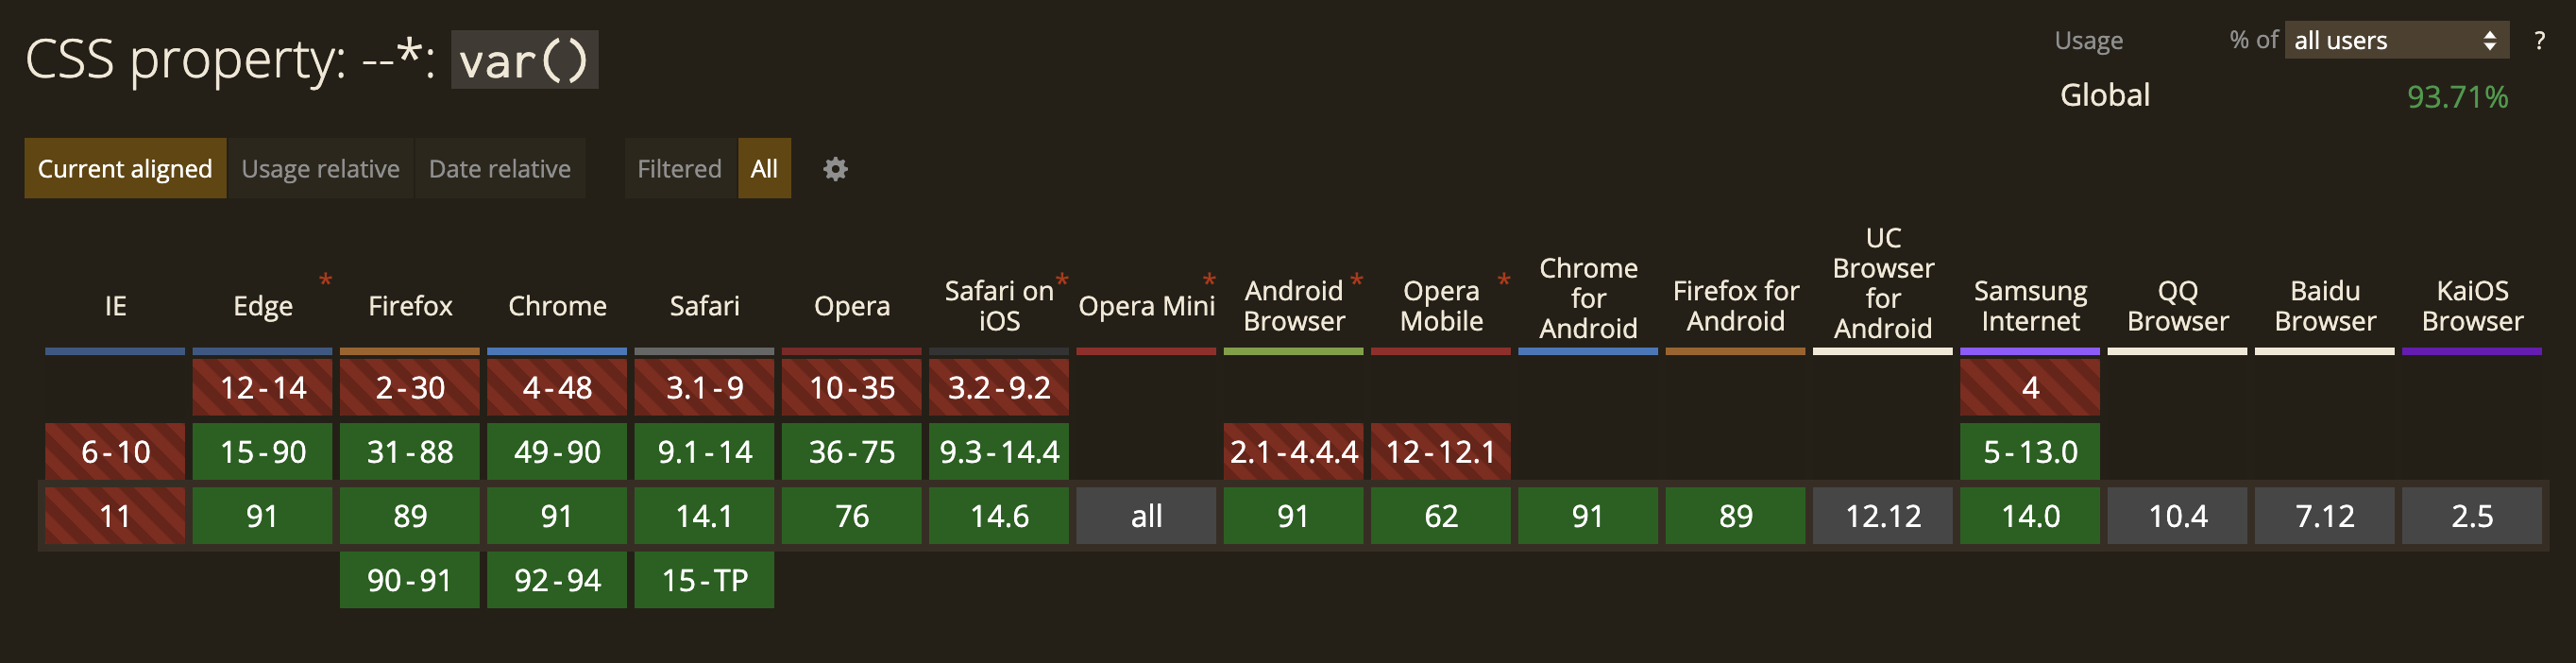 CSS property: --*: var()
Usage % of all users ?
Global 93.71%
Current aligned Usage relative Date relative Filtered All
IE Edge * Firefox Chrome Safari Opera Safari on iOS * Opera Mini * Android Browser * Opera Mobile * Chrome for Android Firefox for Android UC Browser for Android Samsung Internet QQ Browser Baidu Browser KaiOS Browser
12-14 2-30 4-48 3.1-9 10-35 3.2-9.2 4
6-10 15-90 31-88 49-90 9.1-14 36-75 9.3-14.4 2.1-4.4.4 12-12.1 5-13.0
11 91 89 91 14.1 76 14.6 all 91 62 91 89 12.12 14.0 10.4 7.12 2.5
90-91 92-94 15-TP